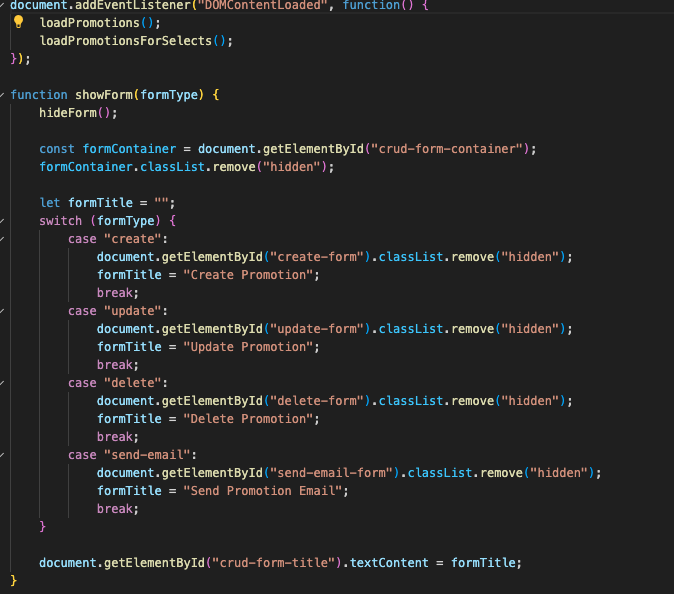 document.addEventListener("DOMContentLoaded", function() {
    loadPromotions();
    loadPromotionsForSelects();
});

function showForm(formType) {
    hideForm();

    const formContainer = document.getElementById("crud-form-container");
    formContainer.classList.remove("hidden");

    let formTitle = "";
    switch (formType) {
        case "create":
            document.getElementById("create-form").classList.remove("hidden");
            formTitle = "Create Promotion";
            break;
        case "update":
            document.getElementById("update-form").classList.remove("hidden");
            formTitle = "Update Promotion";
            break;
        case "delete":
            document.getElementById("delete-form").classList.remove("hidden");
            formTitle = "Delete Promotion";
            break;
        case "send-email":
            document.getElementById("send-email-form").classList.remove("hidden");
            formTitle = "Send Promotion Email";
            break;
    }

    document.getElementById("crud-form-title").textContent = formTitle;
}